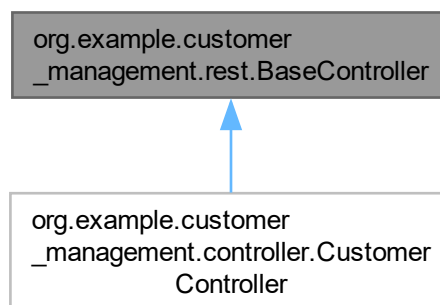 org.example.customer
_management.rest.BaseController
org.example.customer
_management.controller.Customer
Controller